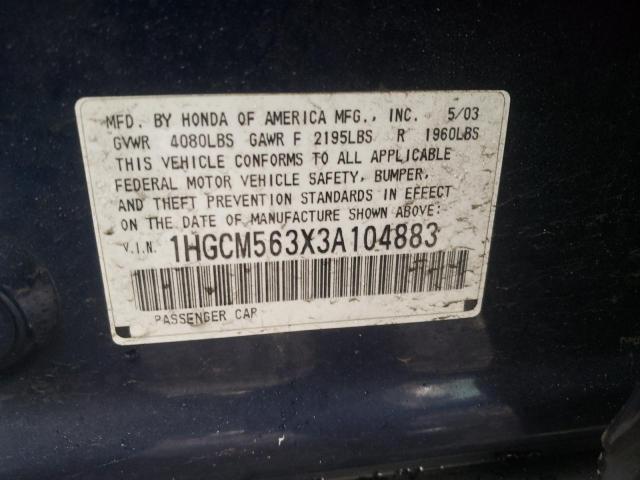 MFD. BY HONDA OF AMERICA MFG., INC. 5/03
GVWR 4080LBS GAWR F 2195LBS R 1960LBS
THIS VEHICLE CONFORMS TO ALL APPLICABLE
FEDERAL MOTOR VEHICLE SAFETY, BUMPER,
AND THEFT PREVENTION STANDARDS IN EFFECT
ON THE DATE OF MANUFACTURE SHOWN ABOVE:
V.I.N. 1HGCM563X3A104883
PASSENGER CAR